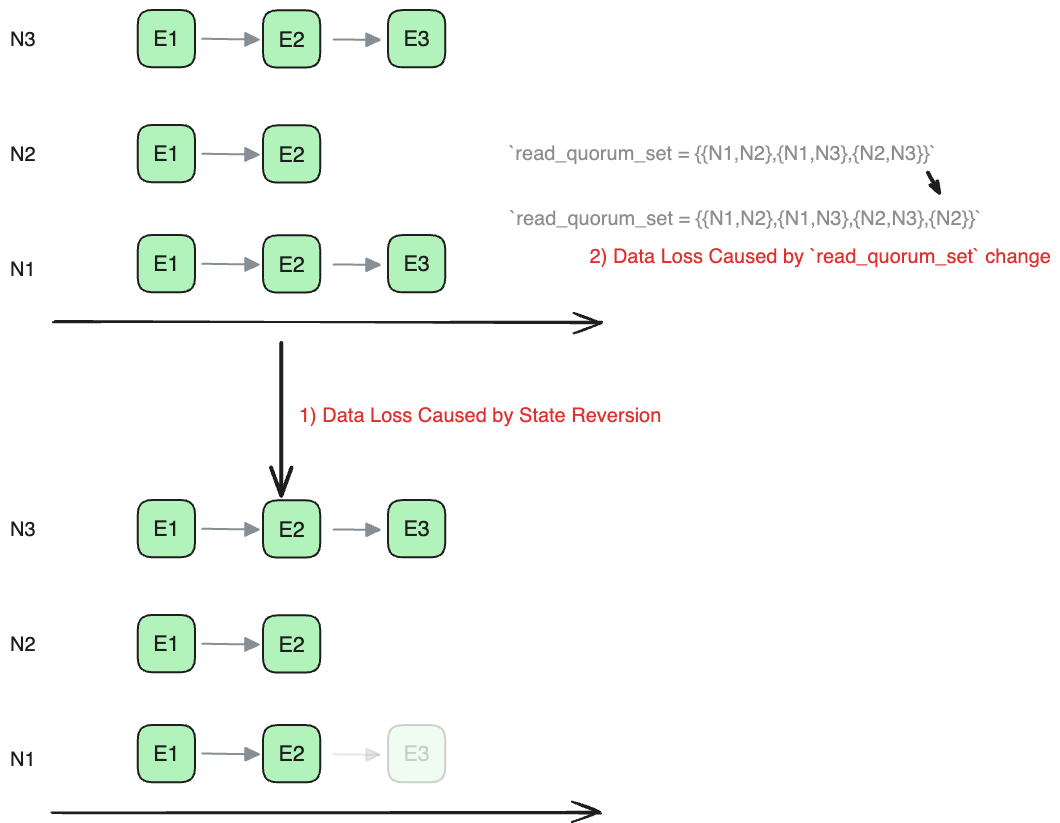 N3 E1 E2 E3
N2 E1 E2
`read_quorum_set = {{N1,N2},{N1,N3},{N2,N3}}`
`read_quorum_set = {{N1,N2},{N1,N3},{N2,N3},{N2}}`
2) Data Loss Caused by `read_quorum_set` change
N1 E1 E2 E3
1) Data Loss Caused by State Reversion
N3 E1 E2 E3
N2 E1 E2
N1 E1 E2 E3